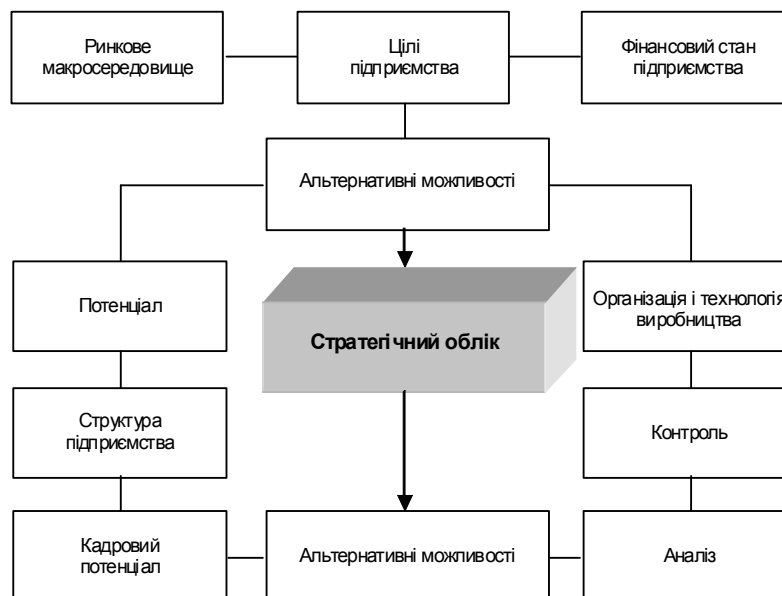 Ринкове
макросередовище
Цілі
підприємства
Фінансовий стан
підприємства
Альтернативні можливості
Потенціал
Стратегічний облік
Організація і технологія
виробництва
Структура
підприємства
Контроль
Кадровий
потенціал
Альтернативні можливості
Аналіз